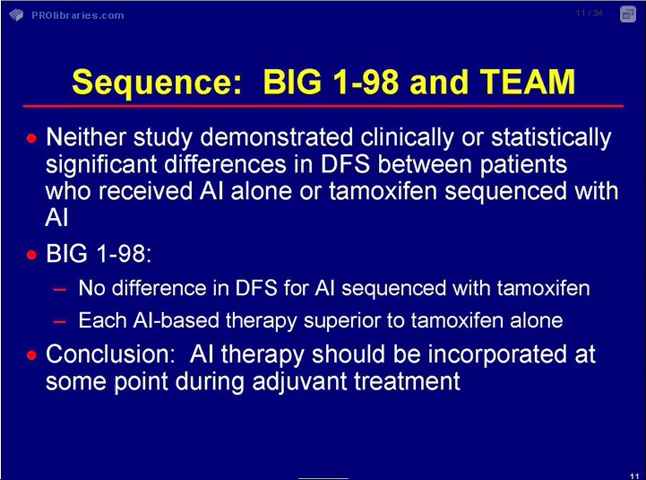 PROlibraries.com
11 / 34
Sequence: BIG 1-98 and TEAM
Neither study demonstrated clinically or statistically
significant differences in DFS between patients
who received AI alone or tamoxifen sequenced with
AI
BIG 1-98:
– No difference in DFS for AI sequenced with tamoxifen
– Each AI-based therapy superior to tamoxifen alone
Conclusion: AI therapy should be incorporated at
some point during adjuvant treatment
11